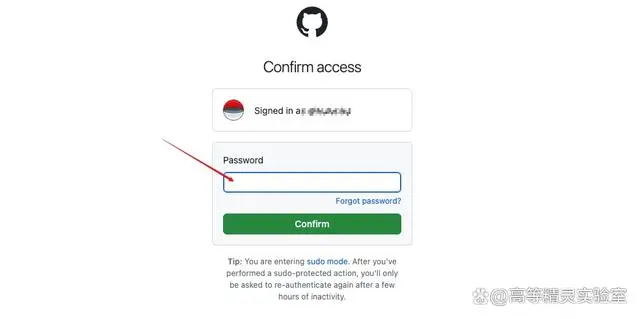 Confirm access
Signed in as
Password
Forgot password?
Confirm
Tip: You are entering sudo mode. After you've
performed a sudo-protected action, you'll only
be asked to re-authenticate again after a few
hours of inactivity.
@高等精灵实验室